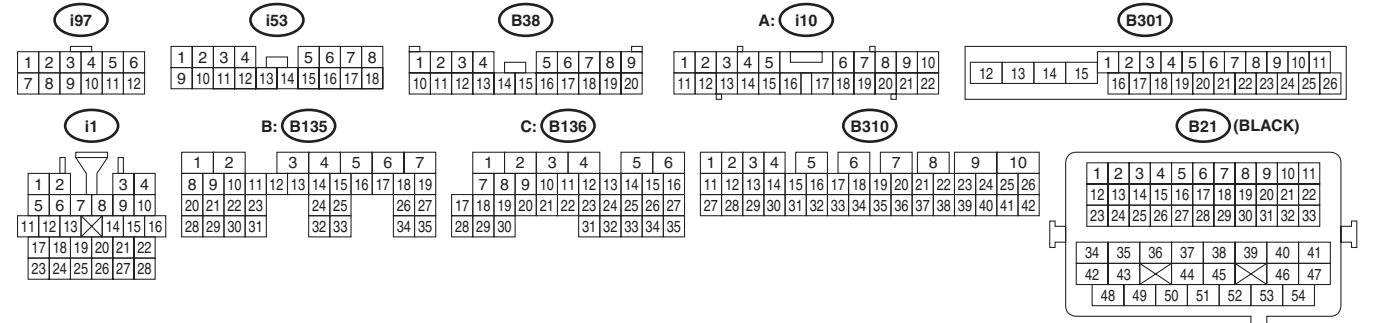 i97 i53 B38 A: i10 B301
1 2 3 4 5 6
7 8 9 10 11 12
1 2 3 4 5 6 7 8
9 10 11 12 13 14 15 16 17 18
1 2 3 4 5 6 7 8 9
10 11 12 13 14 15 16 17 18 19 20
1 2 3 4 5 6 7 8 9 10
11 12 13 14 15 16 17 18 19 20 21 22
12 13 14 15 1 2 3 4 5 6 7 8 9 10 11
16 17 18 19 20 21 22 23 24 25 26
i1 B: B135 C: B136 B310 B21 (BLACK)
1 2 3 4
5 6 7 8 9 10
11 12 13 14 15 16
17 18 19 20 21 22
23 24 25 26 27 28
1 2 3 4 5 6 7
8 9 10 11 12 13 14 15 16 17 18 19
20 21 22 23 24 25 26 27
28 29 30 31 32 33 34 35
1 2 3 4 5 6
7 8 9 10 11 12 13 14 15 16
17 18 19 20 21 22 23 24 25 26 27
28 29 30 31 32 33 34 35
1 2 3 4 5 6 7 8 9 10
11 12 13 14 15 16 17 18 19 20 21 22 23 24 25 26
27 28 29 30 31 32 33 34 35 36 37 38 39 40 41 42
1 2 3 4 5 6 7 8 9 10 11
12 13 14 15 16 17 18 19 20 21 22
23 24 25 26 27 28 29 30 31 32 33
34 35 36 37 38 39 40 41
42 43 44 45 46 47
48 49 50 51 52 53 54